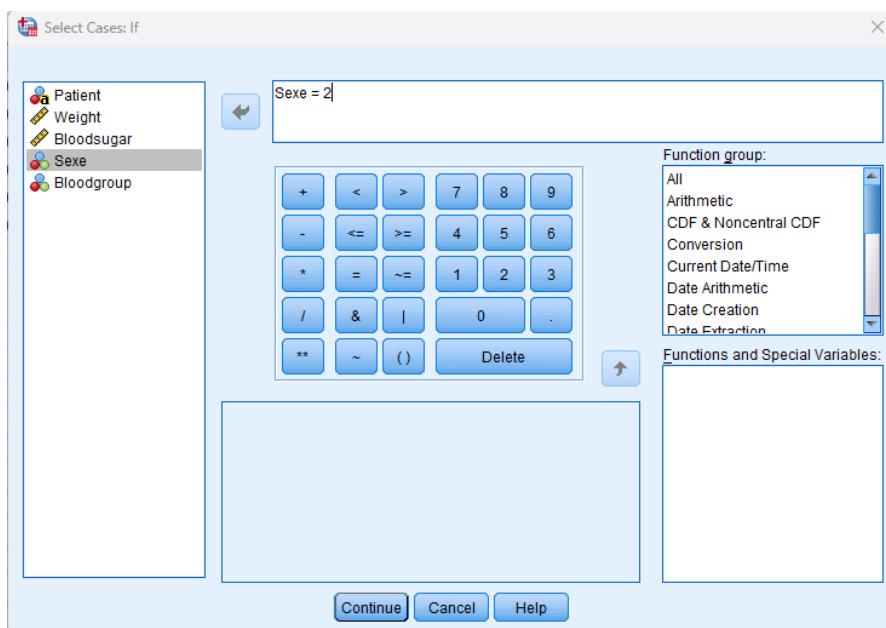 Select Cases: If
Patient
Weight
Bloodsugar
Sexe
Bloodgroup
Sexe = 2
+ < > 7 8 9
- <= >= 4 5 6
* = ~= 1 2 3
/ & | 0 .
** ~ ( ) Delete
Function group:
All
Arithmetic
CDF & Noncentral CDF
Conversion
Current Date/Time
Date Arithmetic
Date Creation
Date Extraction
Functions and Special Variables:
Continue Cancel Help